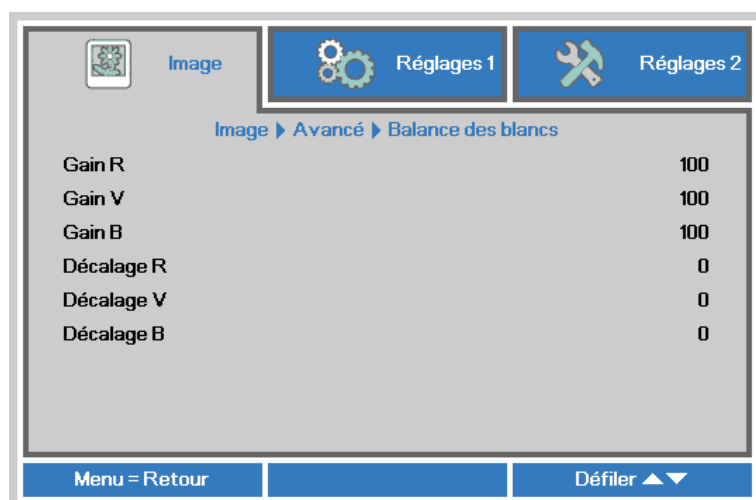 Image Réglages 1 Réglages 2
Image ▶ Avancé ▶ Balance des blancs
Gain R 100
Gain V 100
Gain B 100
Décalage R 0
Décalage V 0
Décalage B 0
Menu = Retour Défiler ▲▼